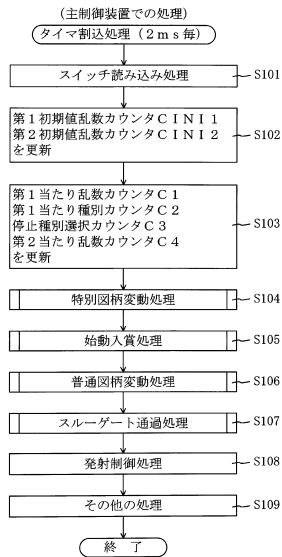 （主制御装置での処理）
タイマ割込処理（２ｍｓ毎）
スイッチ読み込み処理
S101
第１初期値乱数カウンタＣＩＮＩ１
第２初期値乱数カウンタＣＩＮＩ２
を更新
S102
第１当たり乱数カウンタＣ１
第１当たり種別カウンタＣ２
停止種別選択カウンタＣ３
第２当たり乱数カウンタＣ４
を更新
S103
特別図柄変動処理
S104
始動入賞処理
S105
普通図柄変動処理
S106
スルーゲート通過処理
S107
発射制御処理
S108
その他の処理
S109
終　了